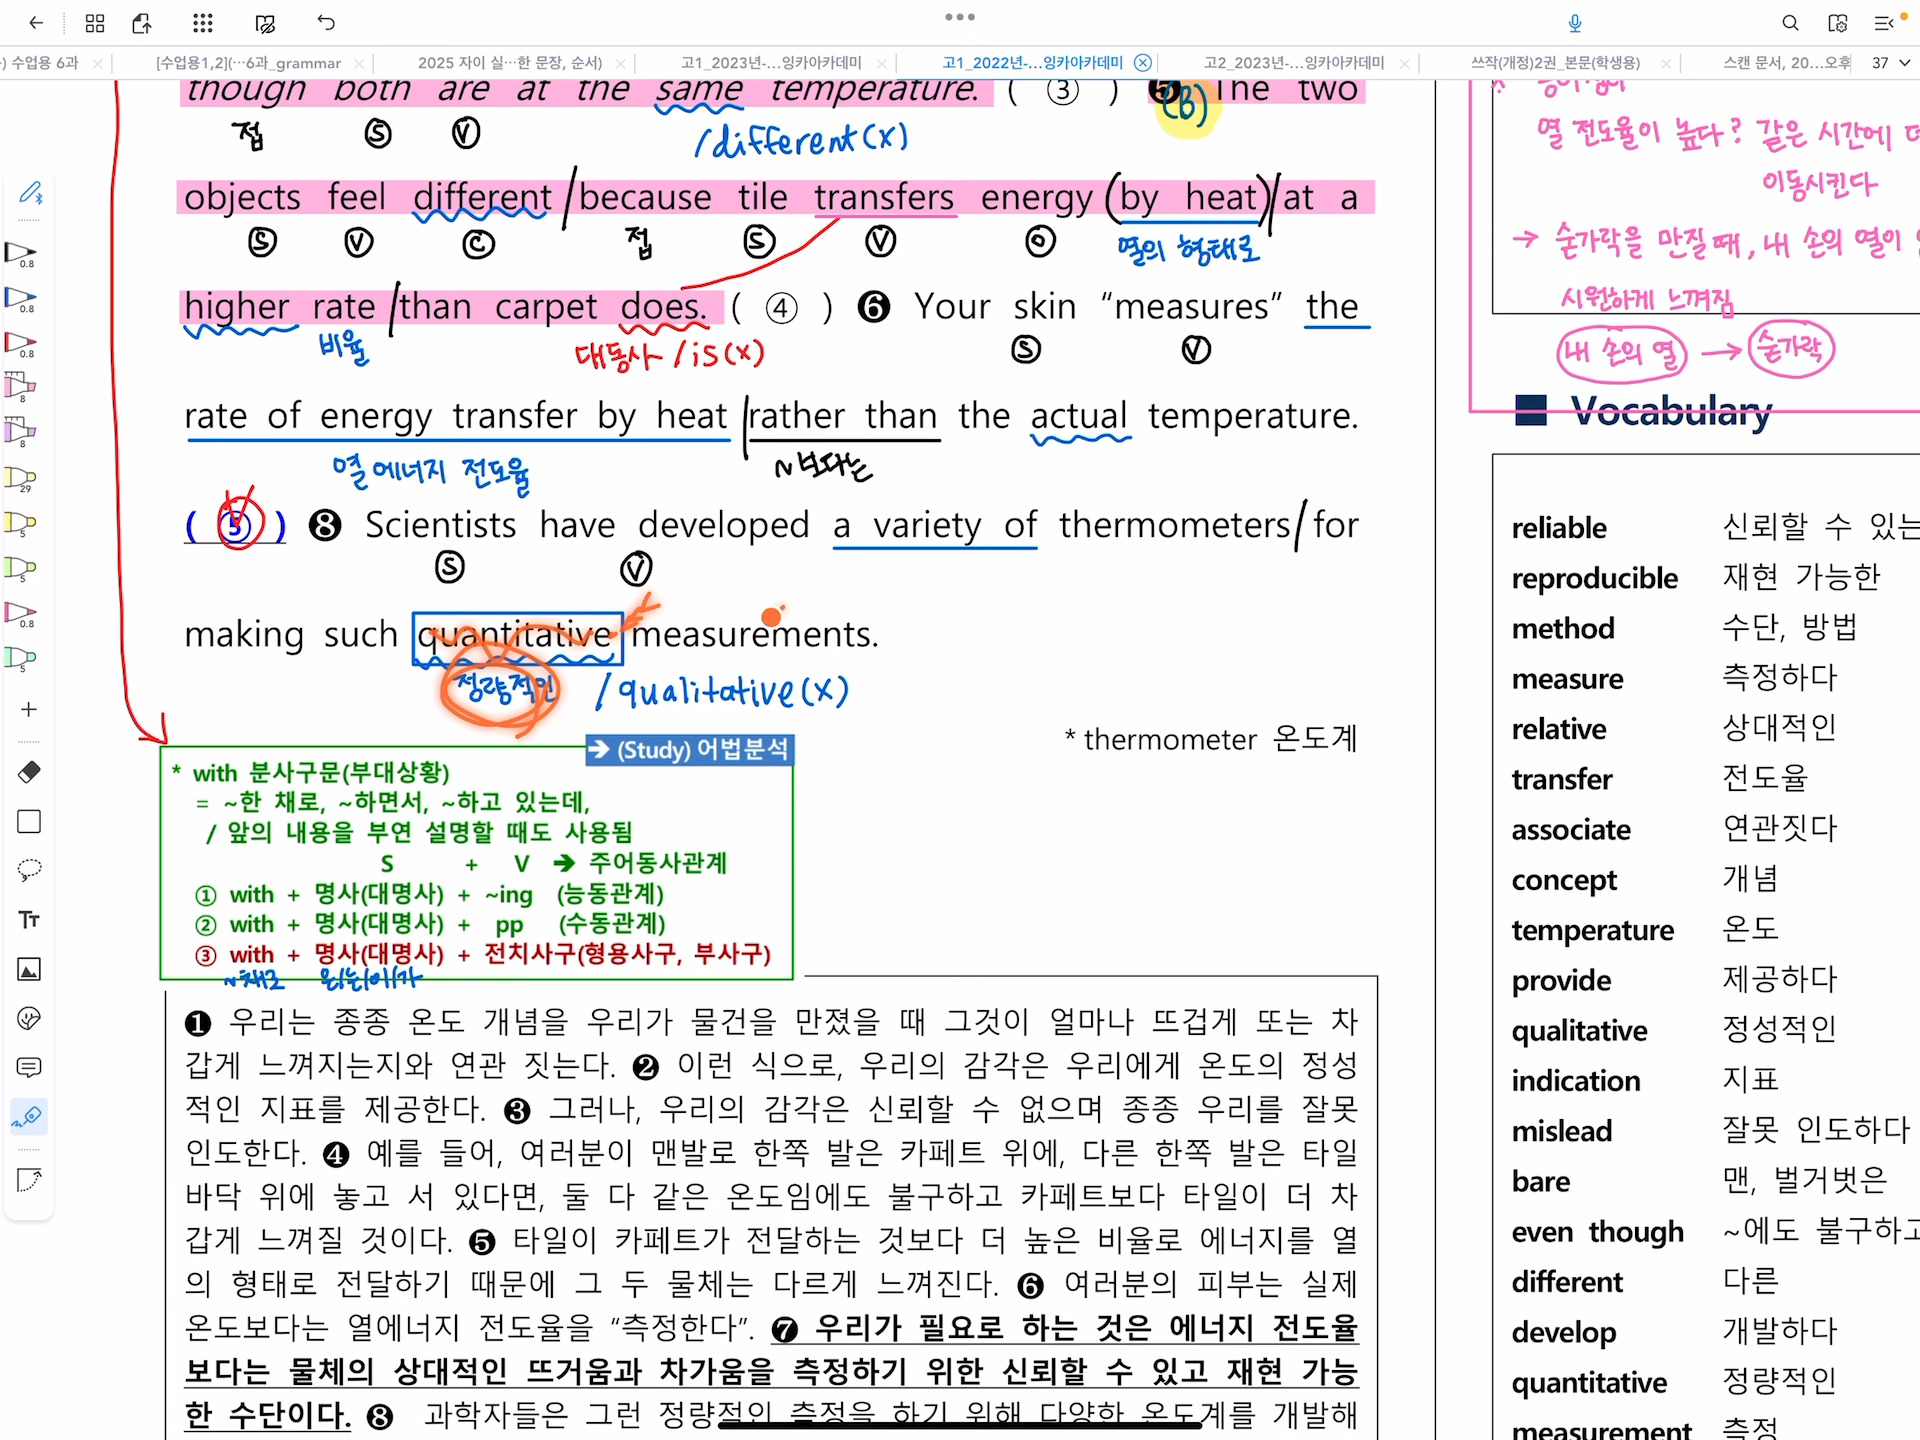 ) 수업용 6과
[수업용1,2](…6과_grammar
2025 자이 실…한 문장, 순서)
고1_2023년-…잉카아카데미
고1_2022년-…잉카아카데미
고2_2023년-…잉카아카데미
쓰작(개정)2권_본문(학생용)
스캔 문서, 20…오후
37
though both are at the same temperature. ( ③ ) ❺ The two
(B)
접 S V /different(x)
objects feel different / because tile transfers energy (by heat) / at a
S V C 접 S V O 열의 형태로
higher rate / than carpet does. ( ④ ) ❻ Your skin “measures” the
비율 대동사 / is(x) S V
rate of energy transfer by heat / rather than the actual temperature.
열 에너지 전도율 ~보다는
( ⑤ ) ❽ Scientists have developed a variety of thermometers / for
S V
making such quantitative measurements.
정량적인 /qualitative(x)
* thermometer 온도계
➔ (Study) 어법분석
* with 분사구문(부대상황)
= ~한 채로, ~하면서, ~하고 있는데,
/ 앞의 내용을 부연 설명할 때도 사용됨
S + V ➔ 주어동사관계
① with + 명사(대명사) + ~ing (능동관계)
② with + 명사(대명사) + pp (수동관계)
③ with + 명사(대명사) + 전치사구(형용사구, 부사구)
~채로 은/는/이/가
❶ 우리는 종종 온도 개념을 우리가 물건을 만졌을 때 그것이 얼마나 뜨겁게 또는 차
갑게 느껴지는지와 연관 짓는다. ❷ 이런 식으로, 우리의 감각은 우리에게 온도의 정성
적인 지표를 제공한다. ❸ 그러나, 우리의 감각은 신뢰할 수 없으며 종종 우리를 잘못
인도한다. ❹ 예를 들어, 여러분이 맨발로 한쪽 발은 카페트 위에, 다른 한쪽 발은 타일
바닥 위에 놓고 서 있다면, 둘 다 같은 온도임에도 불구하고 카페트보다 타일이 더 차
갑게 느껴질 것이다. ❺ 타일이 카페트가 전달하는 것보다 더 높은 비율로 에너지를 열
의 형태로 전달하기 때문에 그 두 물체는 다르게 느껴진다. ❻ 여러분의 피부는 실제
온도보다는 열에너지 전도율을 “측정한다”. ❼ 우리가 필요로 하는 것은 에너지 전도율
보다는 물체의 상대적인 뜨거움과 차가움을 측정하기 위한 신뢰할 수 있고 재현 가능
한 수단이다. ❽ 과학자들은 그런 정량적인 측정을 하기 위해 다양한 온도계를 개발해
열 전도율이 높다? 같은 시간에 더
이동시킨다
→ 숟가락을 만질 때, 내 손의 열이
시원하게 느껴짐
내 손의 열 → 숟가락
■ Vocabulary
reliable 신뢰할 수 있는
reproducible 재현 가능한
method 수단, 방법
measure 측정하다
relative 상대적인
transfer 전도율
associate 연관짓다
concept 개념
temperature 온도
provide 제공하다
qualitative 정성적인
indication 지표
mislead 잘못 인도하다
bare 맨, 벌거벗은
even though ~에도 불구하고
different 다른
develop 개발하다
quantitative 정량적인
measurement 측정
0.8
0.8
0.8
8
8
29
5
5
0.8
5
Tт